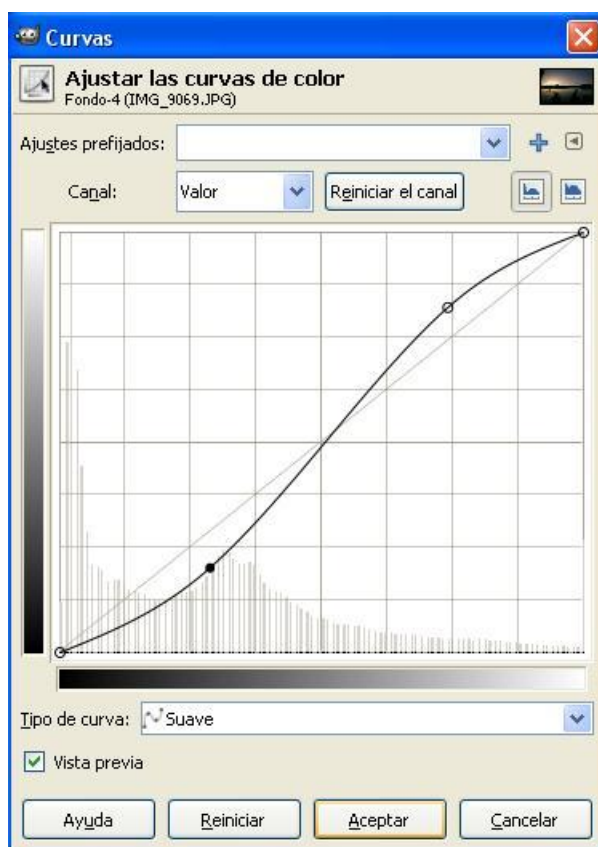 Curvas
Ajustar las curvas de color
Fondo-4 (IMG_9069.JPG)
Ajustes prefijados:
Canal: Valor Reiniciar el canal
Tipo de curva: Suave
Vista previa
Ayuda Reiniciar Aceptar Cancelar